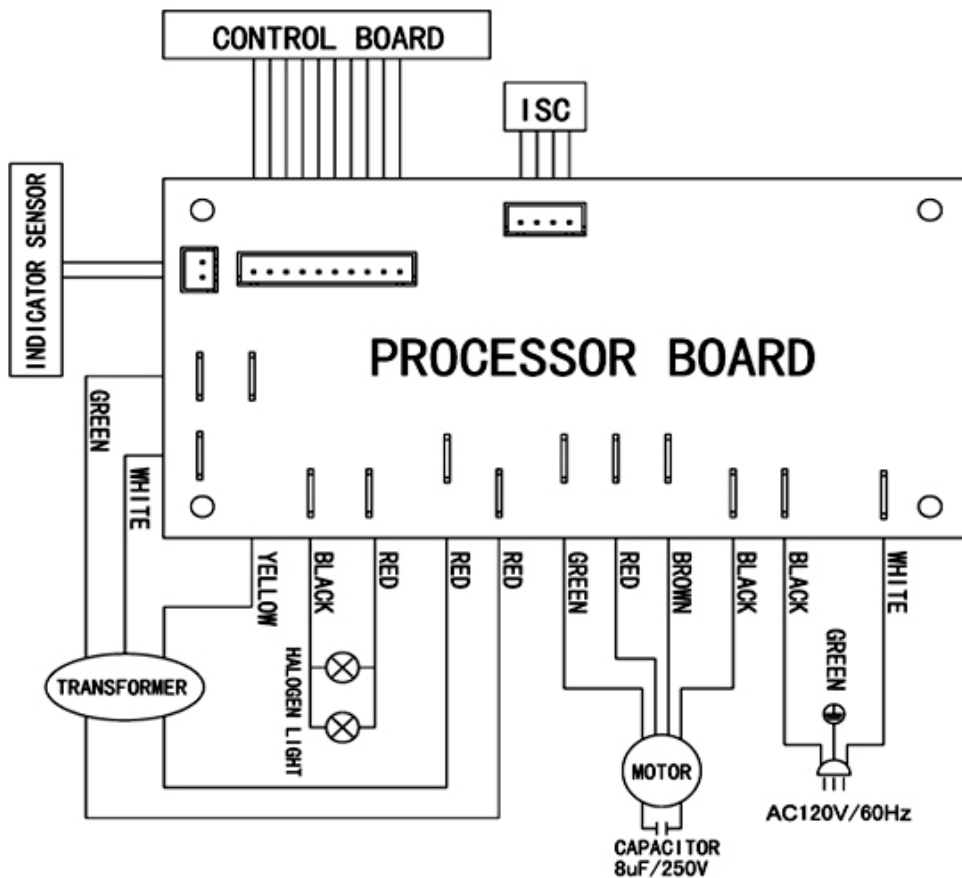 CONTROL BOARD
ISC
INDICATOR SENSOR
PROCESSOR BOARD
GREEN
WHITE
YELLOW
BLACK
RED
RED
RED
GREEN
RED
BROWN
BLACK
BLACK
WHITE
HALOGEN LIGHT
GREEN
TRANSFORMER
MOTOR
AC120V/60Hz
CAPACITOR
8uF/250V